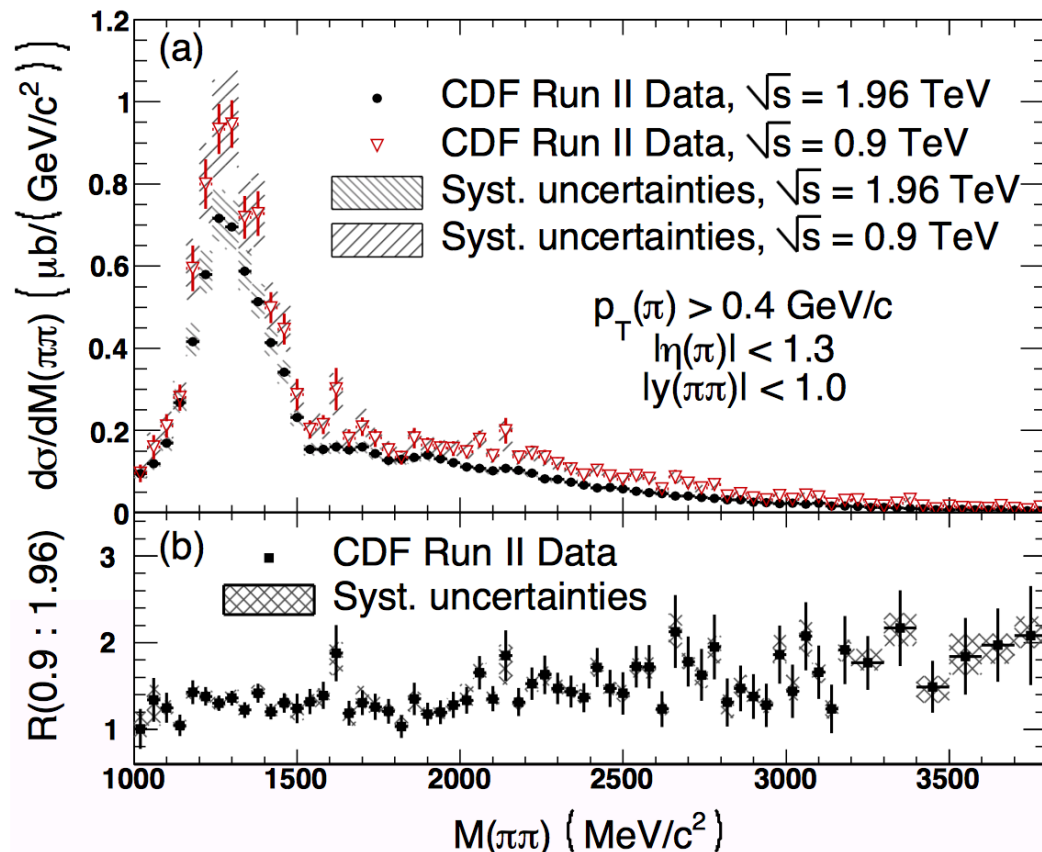 (a)
CDF Run II Data, √s = 1.96 TeV
CDF Run II Data, √s = 0.9 TeV
Syst. uncertainties, √s = 1.96 TeV
Syst. uncertainties, √s = 0.9 TeV
p_T(π) > 0.4 GeV/c
|η(π)| < 1.3
|y(ππ)| < 1.0
dσ/dM(ππ) [ μb/(GeV/c²) ]
1.2
1
0.8
0.6
0.4
0.2
0
(b)
CDF Run II Data
Syst. uncertainties
R(0.9 : 1.96)
3
2
1
1000 1500 2000 2500 3000 3500
M(ππ) [ MeV/c² ]